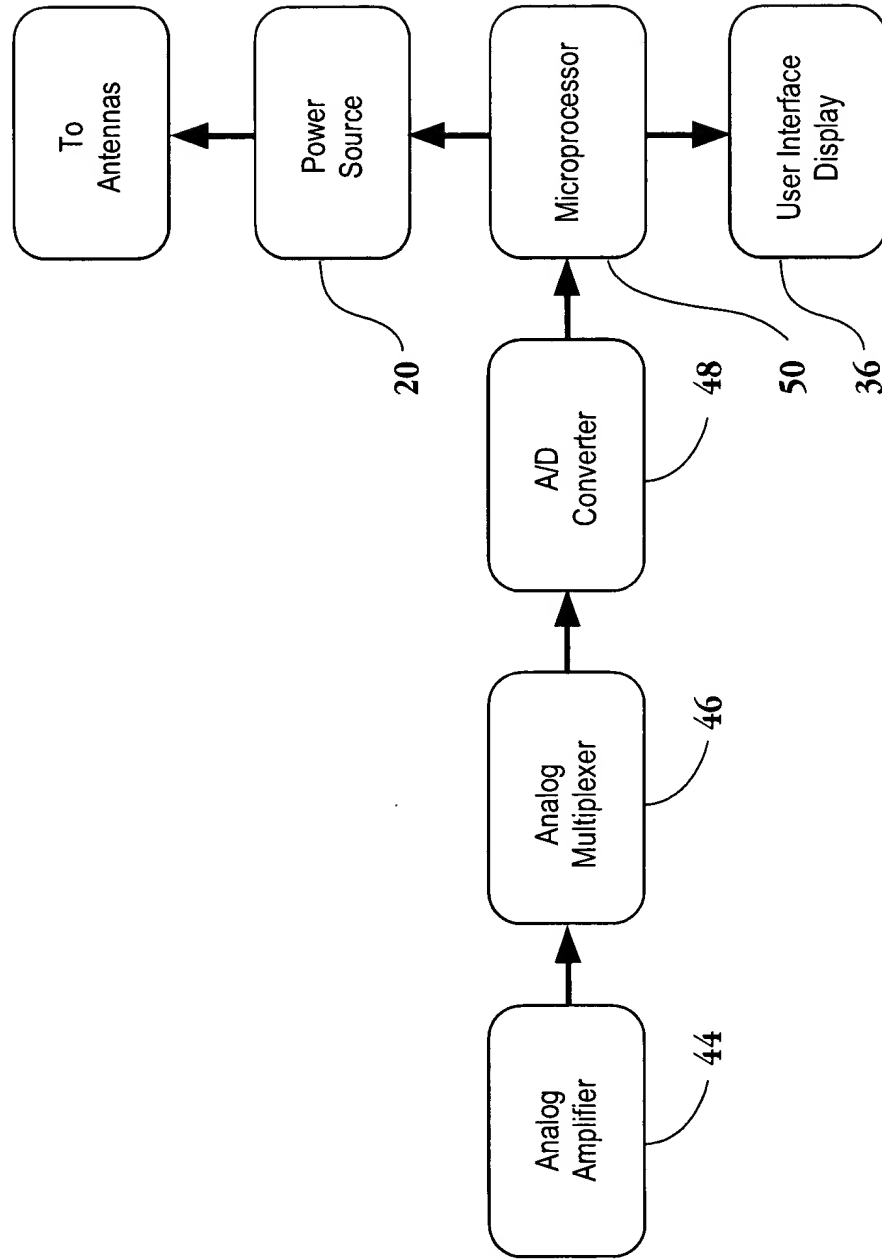 To
Antennas
Power
Source
20
Microprocessor
50
User Interface
Display
36
A/D
Converter
48
Analog
Multiplexer
46
Analog
Amplifier
44